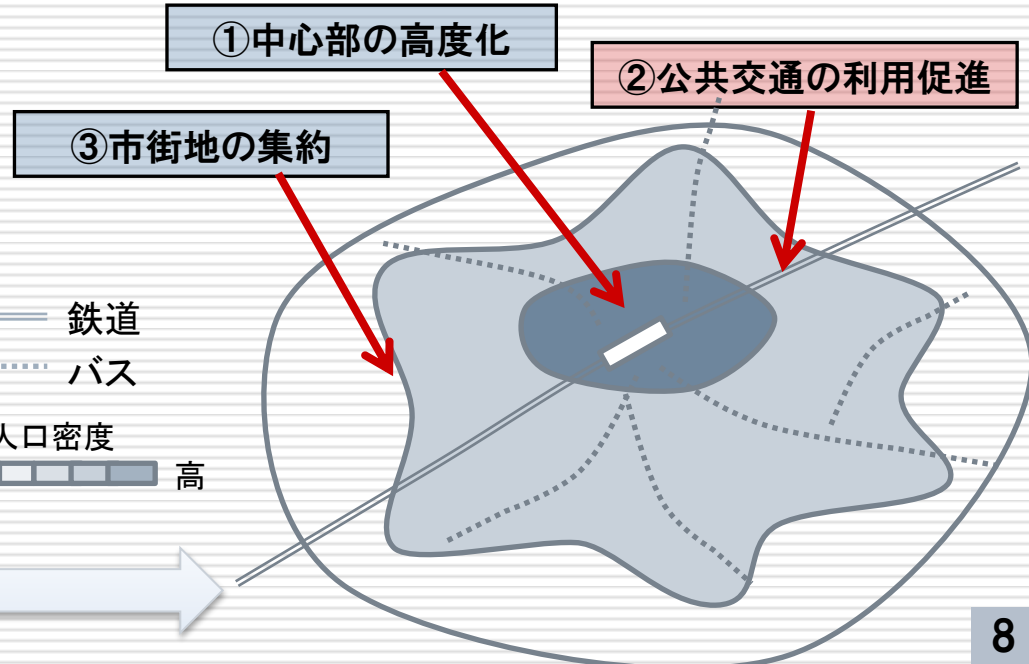 ①中心部の高度化
②公共交通の利用促進
③市街地の集約
鉄道
バス
人口密度
高
8